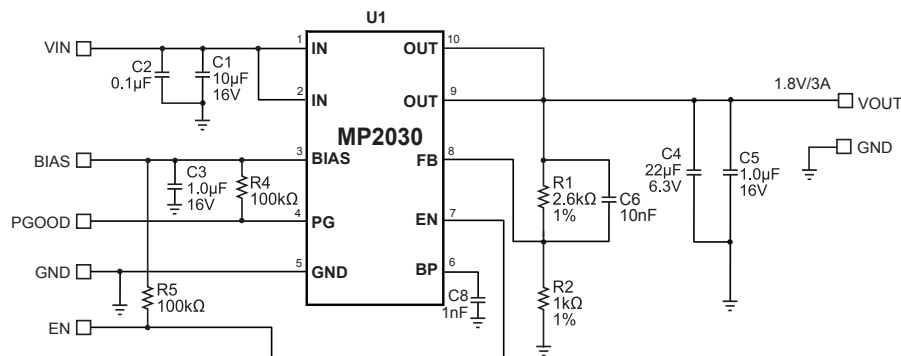 U1
VIN
1
IN
OUT
10
C2
0.1µF
C1
10µF
16V
2
IN
OUT
9
1.8V/3A
VOUT
MP2030
BIAS
3
BIAS
FB
8
GND
C3
1.0µF
16V
R4
100kΩ
R1
2.6kΩ
1%
C6
10nF
C4
22µF
6.3V
C5
1.0µF
16V
PGOOD
4
PG
EN
7
GND
5
GND
BP
6
R5
100kΩ
C8
1nF
R2
1kΩ
1%
EN